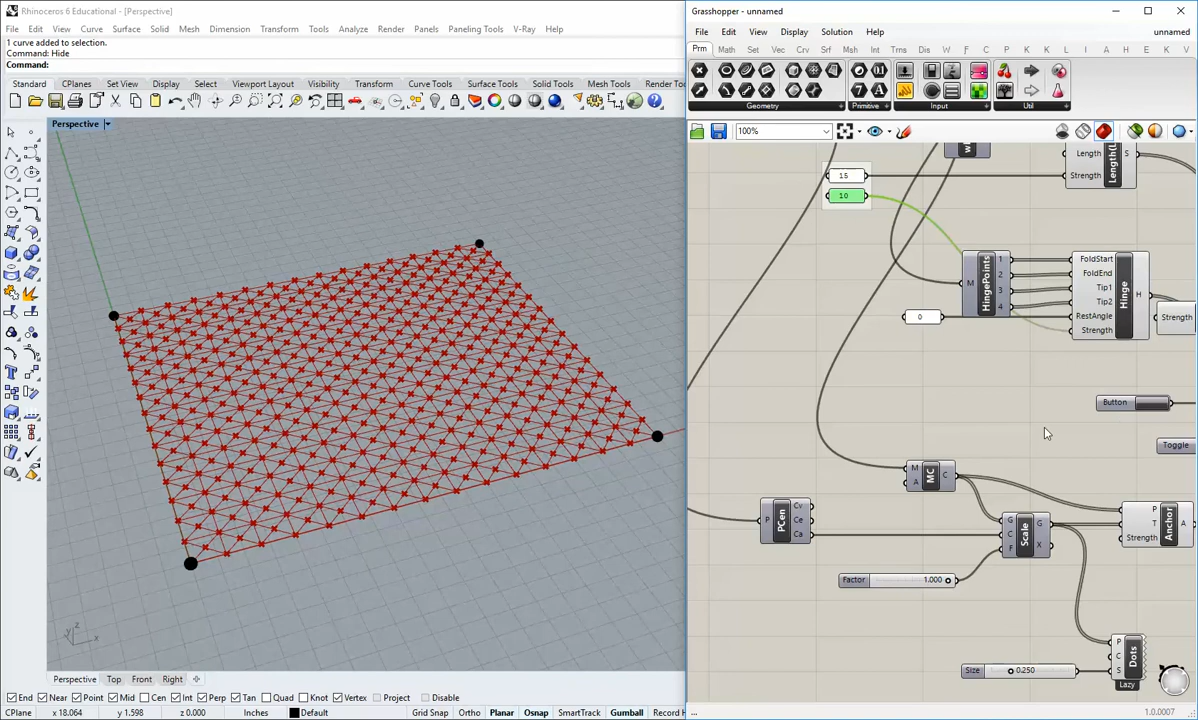 Rhinoceros 6 Educational - [Perspective]
File Edit View Curve Surface Solid Mesh Dimension Transform Tools Analyze Render Panels Paneling Tools V-Ray Help
1 curve added to selection.
Command: Hide
Command:
Standard CPlanes Set View Display Select Viewport Layout Visibility Transform Curve Tools Surface Tools Solid Tools Mesh Tools Render To
Perspective
z
y
x
Perspective Top Front Right
End Near Point Mid Cen Int Perp Tan Quad Knot Vertex Project Disable
CPlane x 18.064 y 1.598 z 0.000 Inches Default Grid Snap Ortho Planar Osnap SmartTrack Gumball Record H
Grasshopper - unnamed
File Edit View Display Solution Help unnamed
Prm Math Set Vec Crv Srf Msh Int Trns Dis W F C P K K L L A M E V
Geometry Primitive Input Util
100%
15
10
Length
Strength
Length(L
S
M
HingePoints
1
2
3
4
FoldStart
FoldEnd
Tip1
Tip2
RestAngle
Strength
Hinge
H
Strength
0
Button
Toggle
M
A
MC
C
P
PCen
Cv
Ce
Ca
G
C
F
Scale
G
X
P
T
Strength
Anchor
A
Factor 1.000
Size 0.250
P
C
S
Dots
Lazy
... 1.0.0007